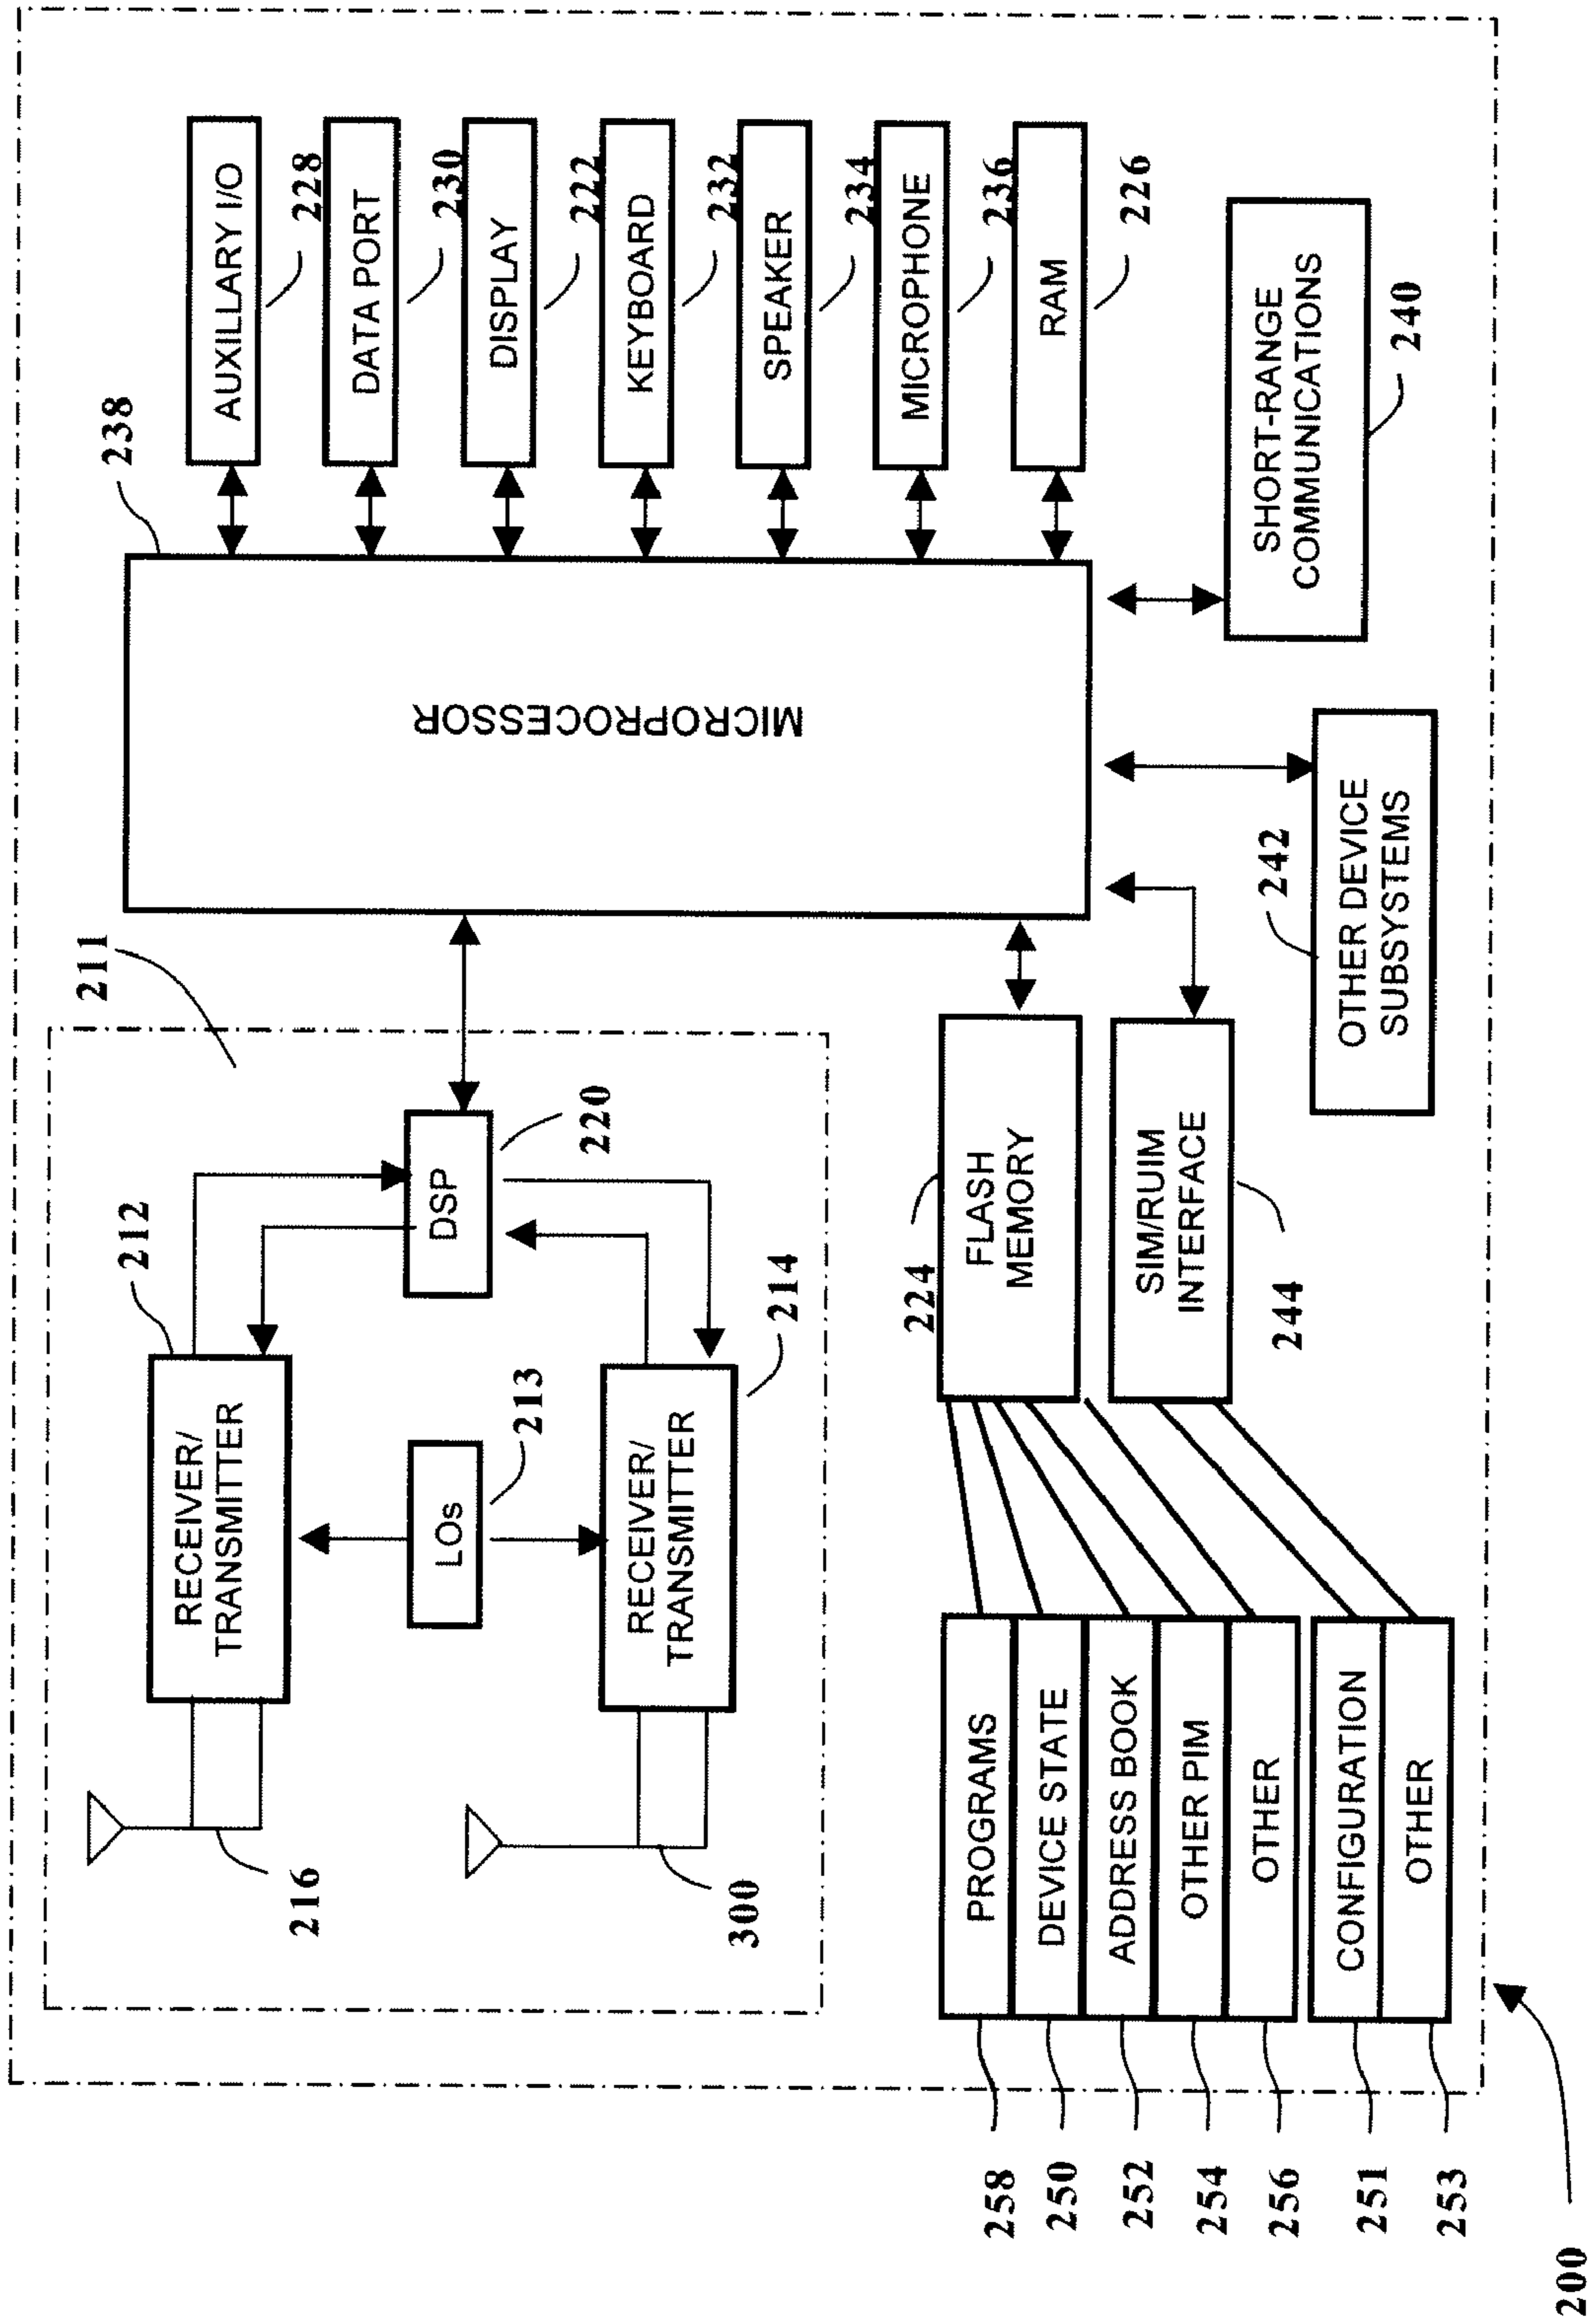 211
238
216
RECEIVER/
TRANSMITTER
212
LOs
213
DSP
220
300
RECEIVER/
TRANSMITTER
214
MICROPROCESSOR
AUXILLARY I/O
228
DATA PORT
230
DISPLAY
222
KEYBOARD
232
SPEAKER
234
MICROPHONE
236
RAM
226
258
PROGRAMS
250
DEVICE STATE
252
ADDRESS BOOK
254
OTHER PIM
256
OTHER
251
CONFIGURATION
253
OTHER
224
FLASH
MEMORY
SIM/RUIM
INTERFACE
244
242
OTHER DEVICE
SUBSYSTEMS
SHORT-RANGE
COMMUNICATIONS
240
200